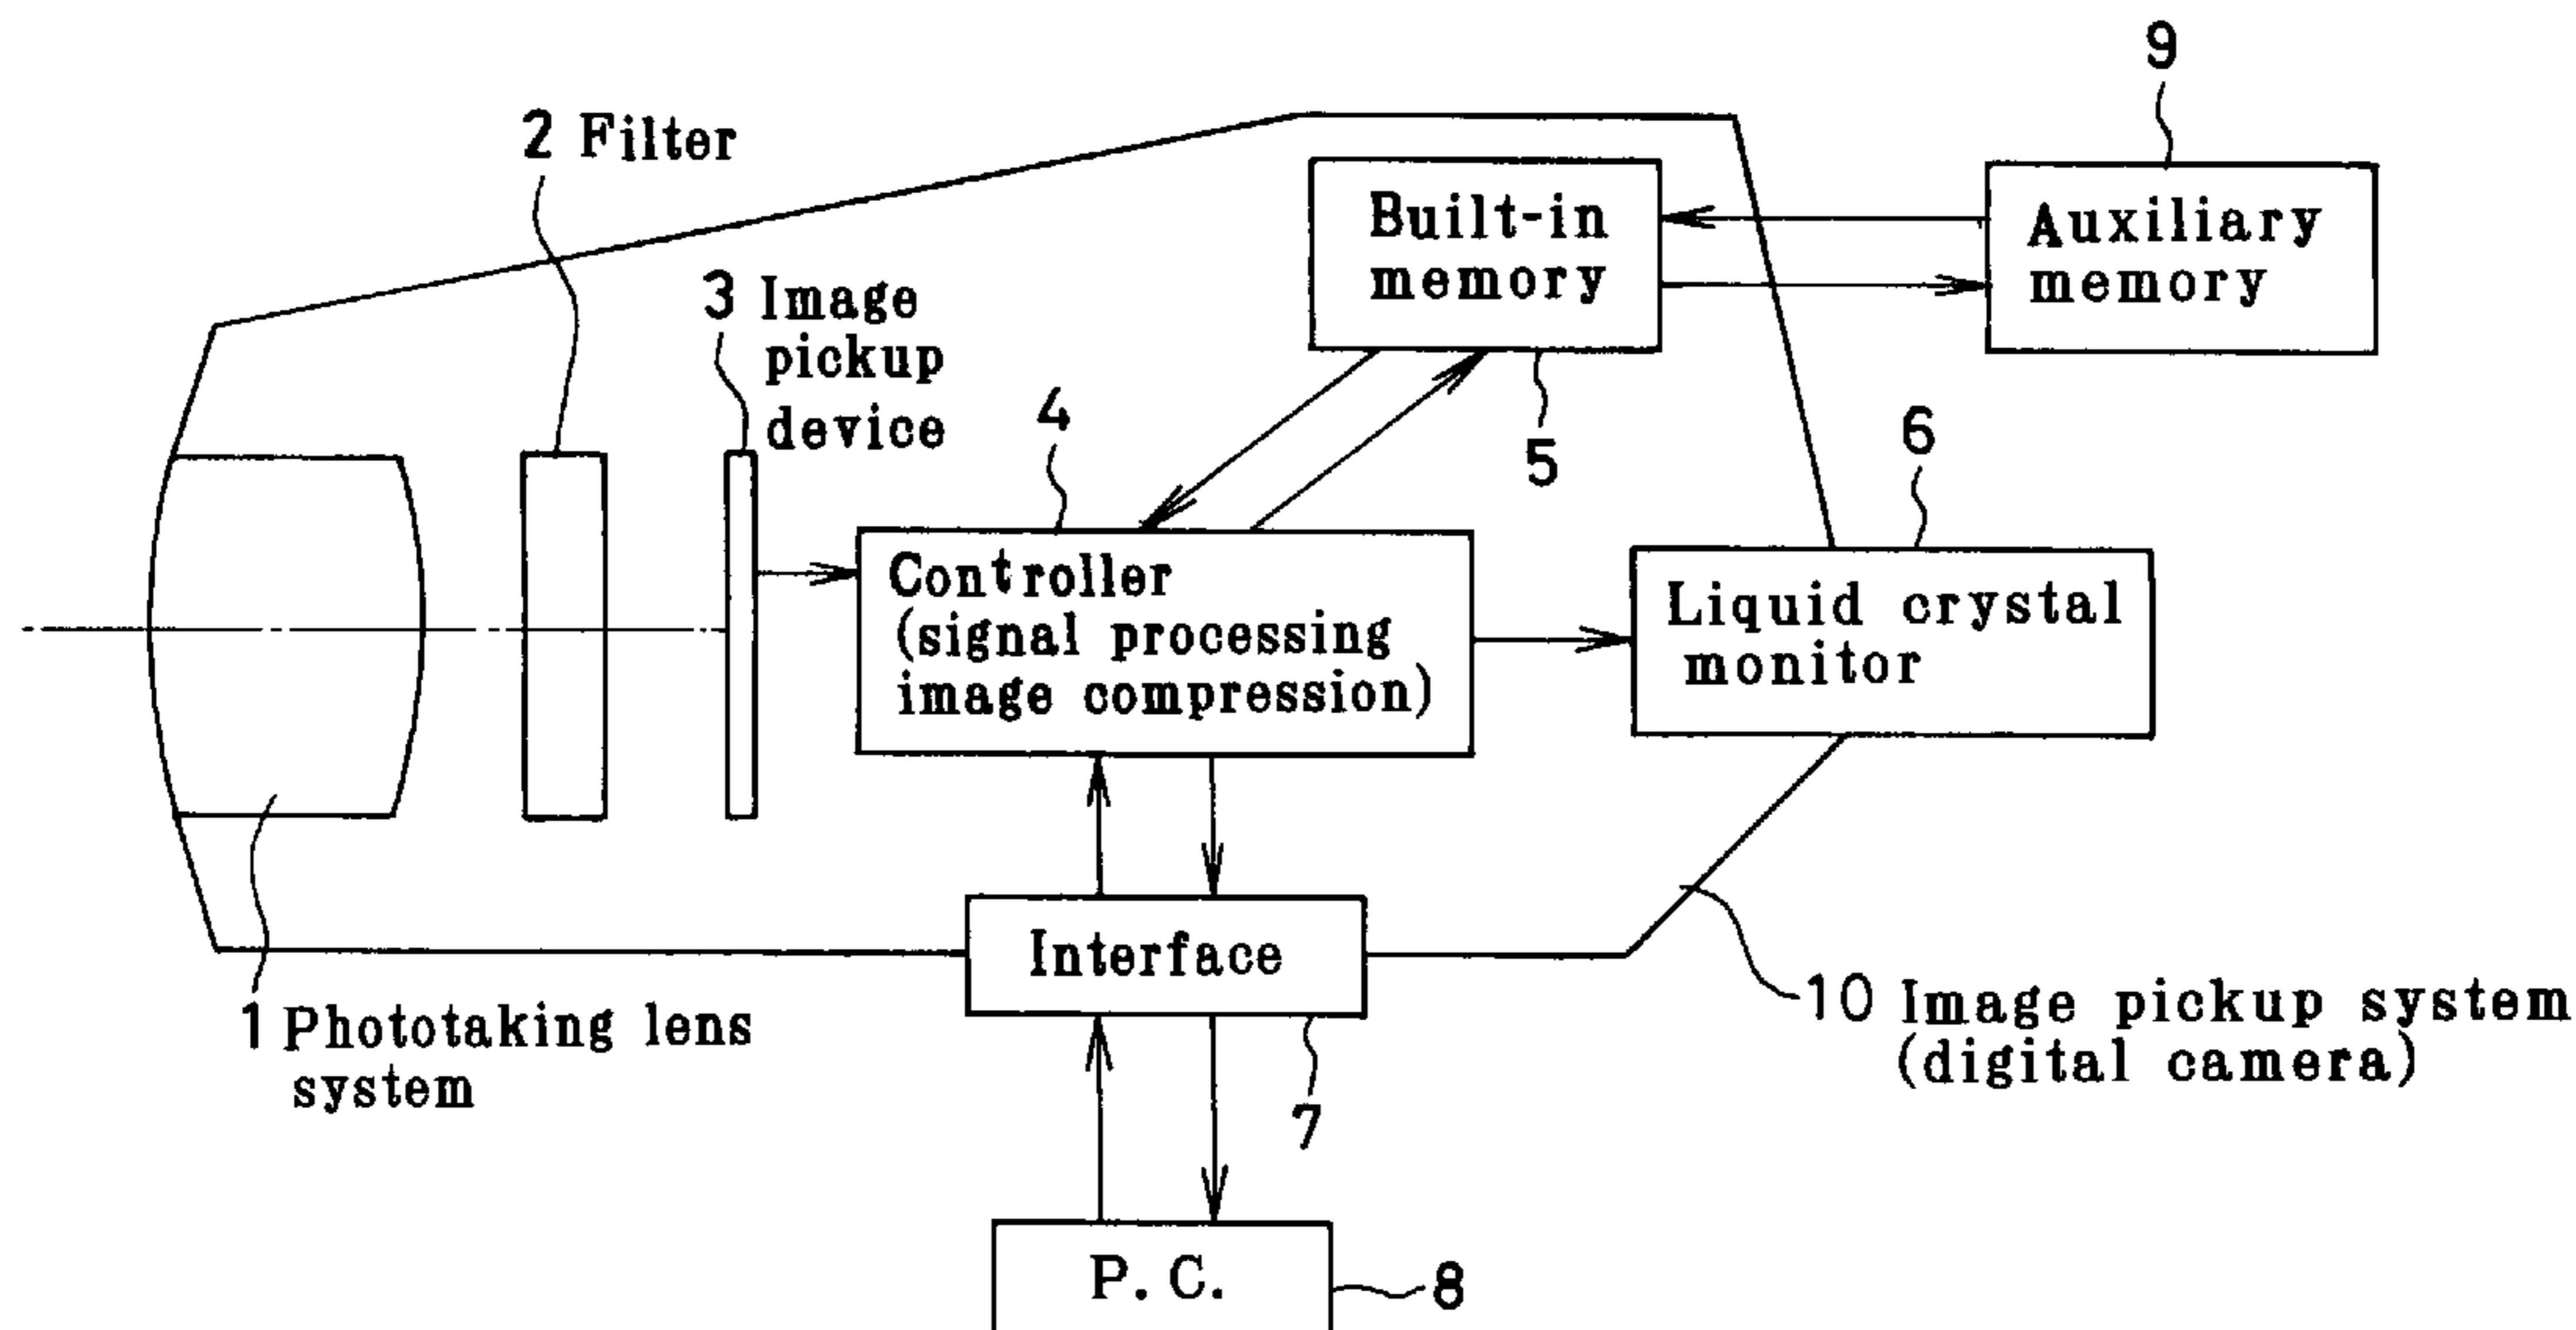 9
2 Filter
Built-in
memory
Auxiliary
memory
3 Image
pickup
device
4
5
6
Controller
(signal processing
image compression)
Liquid crystal
monitor
Interface
1 Phototaking lens
system
10 Image pickup system
(digital camera)
7
P. C.
8